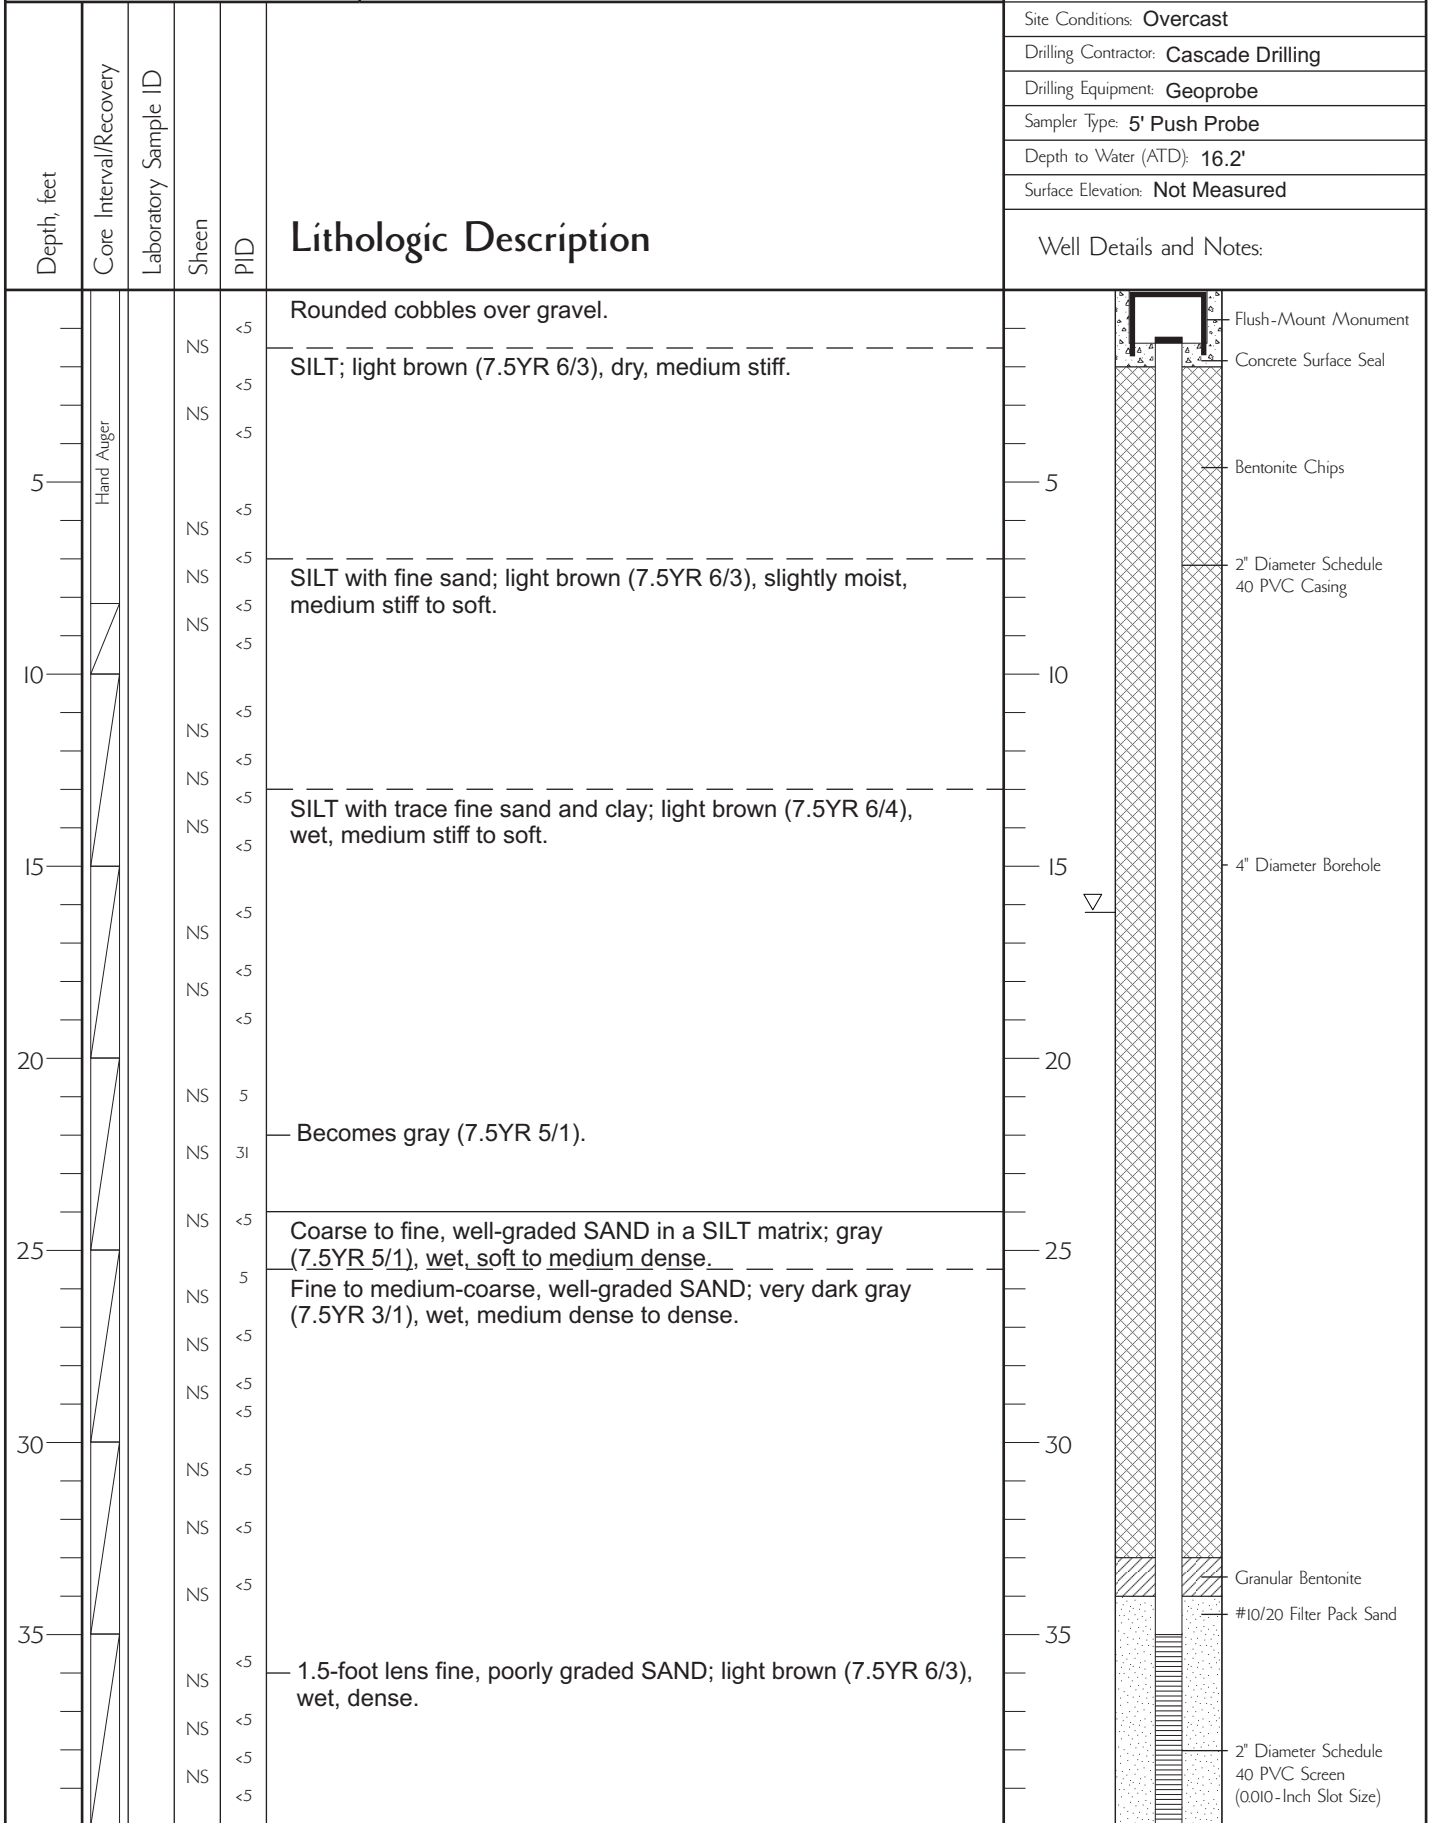 Site Conditions: Overcast
Drilling Contractor: Cascade Drilling
Drilling Equipment: Geoprobe
Sampler Type: 5' Push Probe
Depth to Water (ATD): 16.2'
Surface Elevation: Not Measured
Depth, feet
Core Interval/Recovery
Laboratory Sample ID
Sheen
PID
Lithologic Description
Well Details and Notes:
Rounded cobbles over gravel.
<5
Flush-Mount Monument
NS
Concrete Surface Seal
SILT; light brown (7.5YR 6/3), dry, medium stiff.
<5
NS
<5
Hand Auger
Bentonite Chips
5
5
<5
NS
<5
2" Diameter Schedule
40 PVC Casing
NS
SILT with fine sand; light brown (7.5YR 6/3), slightly moist,
medium stiff to soft.
<5
NS
<5
10
10
<5
NS
<5
NS
<5
SILT with trace fine sand and clay; light brown (7.5YR 6/4),
wet, medium stiff to soft.
NS
<5
15
15
4" Diameter Borehole
<5
NS
<5
NS
<5
20
20
NS
5
Becomes gray (7.5YR 5/1).
NS
31
NS
<5
Coarse to fine, well-graded SAND in a SILT matrix; gray
(7.5YR 5/1), wet, soft to medium dense.
25
25
5
NS
Fine to medium-coarse, well-graded SAND; very dark gray
(7.5YR 3/1), wet, medium dense to dense.
<5
NS
<5
NS
<5
30
30
NS
<5
NS
<5
Granular Bentonite
<5
NS
#10/20 Filter Pack Sand
35
35
<5
NS
1.5-foot lens fine, poorly graded SAND; light brown (7.5YR 6/3),
wet, dense.
<5
NS
<5
NS
<5
2" Diameter Schedule
40 PVC Screen
(0.010-Inch Slot Size)